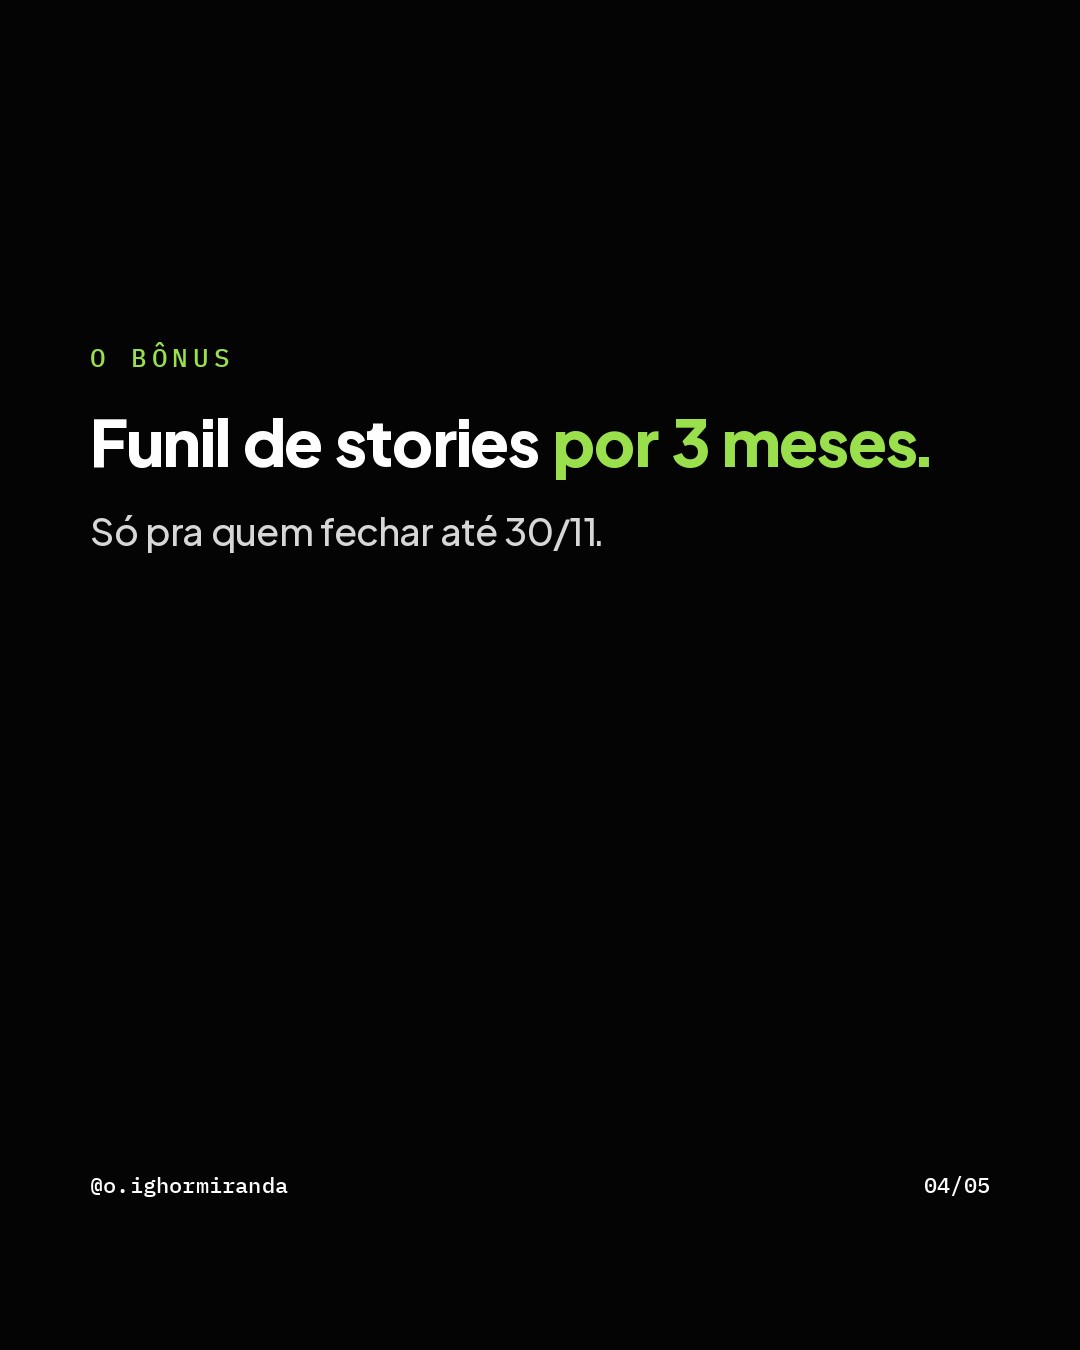 O BÔNUS
Funil de stories por 3 meses.
Só pra quem fechar até 30/11.
@o.ighormiranda
04/05